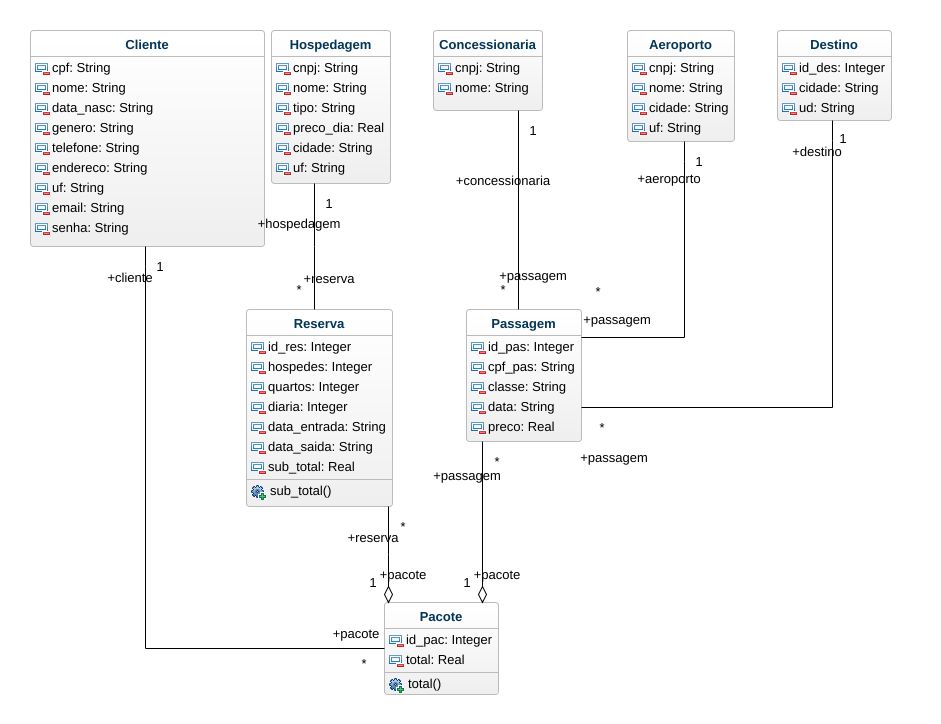 Cliente
cpf: String
nome: String
data_nasc: String
genero: String
telefone: String
endereco: String
uf: String
email: String
senha: String
Hospedagem
cnpj: String
nome: String
tipo: String
preco_dia: Real
cidade: String
uf: String
Concessionaria
cnpj: String
nome: String
Aeroporto
cnpj: String
nome: String
cidade: String
uf: String
Destino
id_des: Integer
cidade: String
ud: String
1
+cliente
1
+hospedagem
+reserva
*
1
+concessionaria
+passagem
*
1
+aeroporto
*
+passagem
1
+destino
*
+passagem
Reserva
id_res: Integer
hospedes: Integer
quartos: Integer
diaria: Integer
data_entrada: String
data_saida: String
sub_total: Real
sub_total()
Passagem
id_pas: Integer
cpf_pas: String
classe: String
data: String
preco: Real
*
+reserva
+pacote
1
*
+passagem
+pacote
1
+pacote
*
Pacote
id_pac: Integer
total: Real
total()